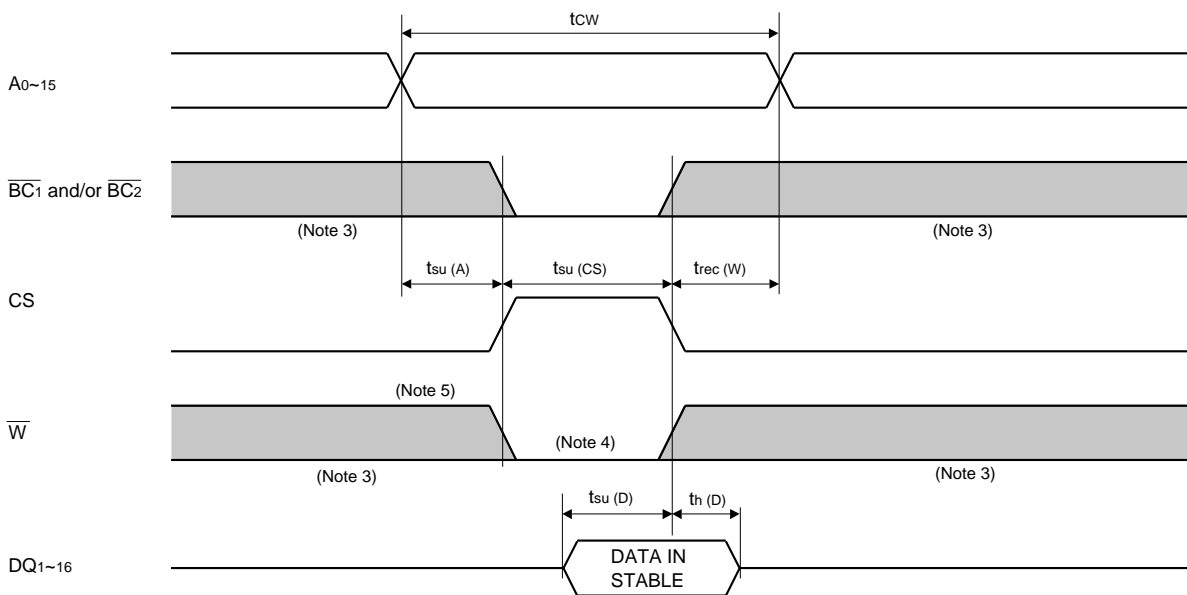 tCW
A0~15
BC1 and/or BC2
(Note 3)
(Note 3)
tsu (A)
tsu (CS)
trec (W)
CS
(Note 5)
W
(Note 4)
(Note 3)
(Note 3)
tsu (D)
th (D)
DQ1~16
DATA IN
STABLE